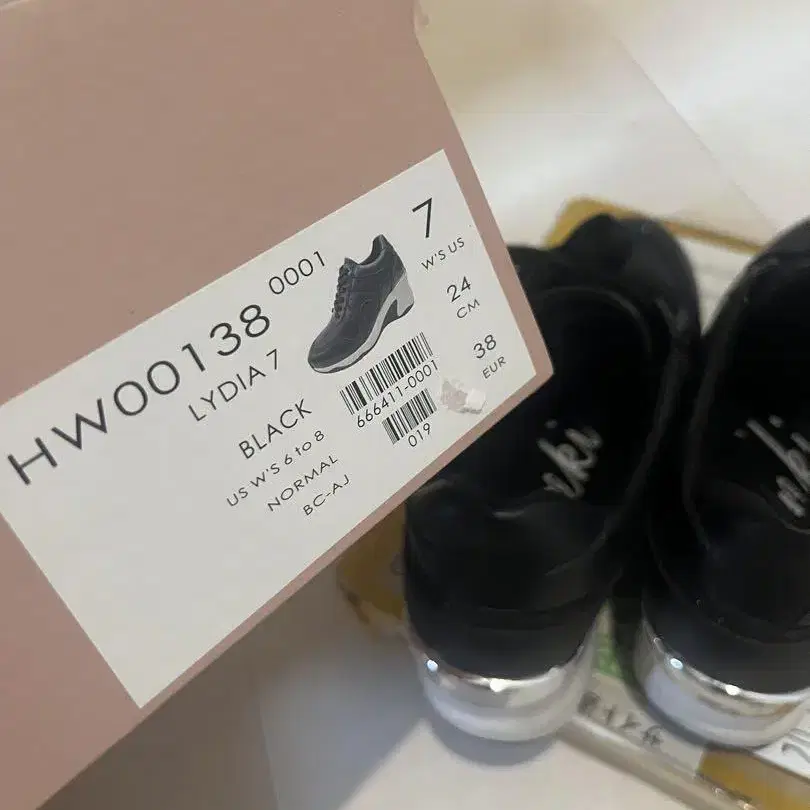 HW00138 0001
LYDIA 7
BLACK
US W'S 6 to 8
NORMAL
BC-AJ
666411-0001
019
7
W'S US
24
CM
38
EUR